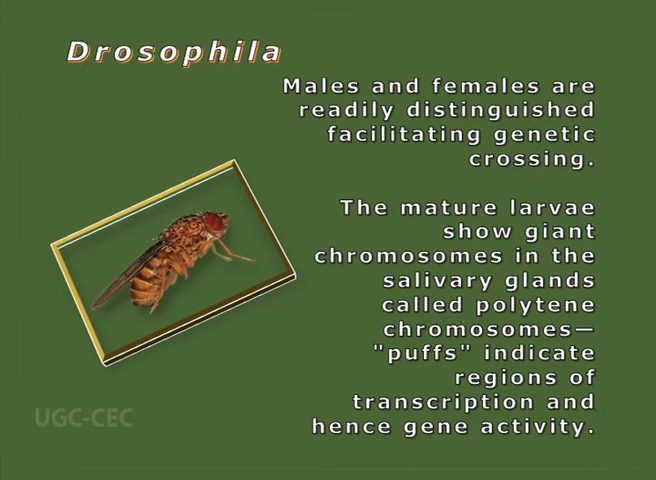 Drosophila
Males and females are
readily distinguished
facilitating genetic
crossing.
The mature larvae
show giant
chromosomes in the
salivary glands
called polytene
chromosomes—
"puffs" indicate
regions of
transcription and
hence gene activity.
UGC-CEC